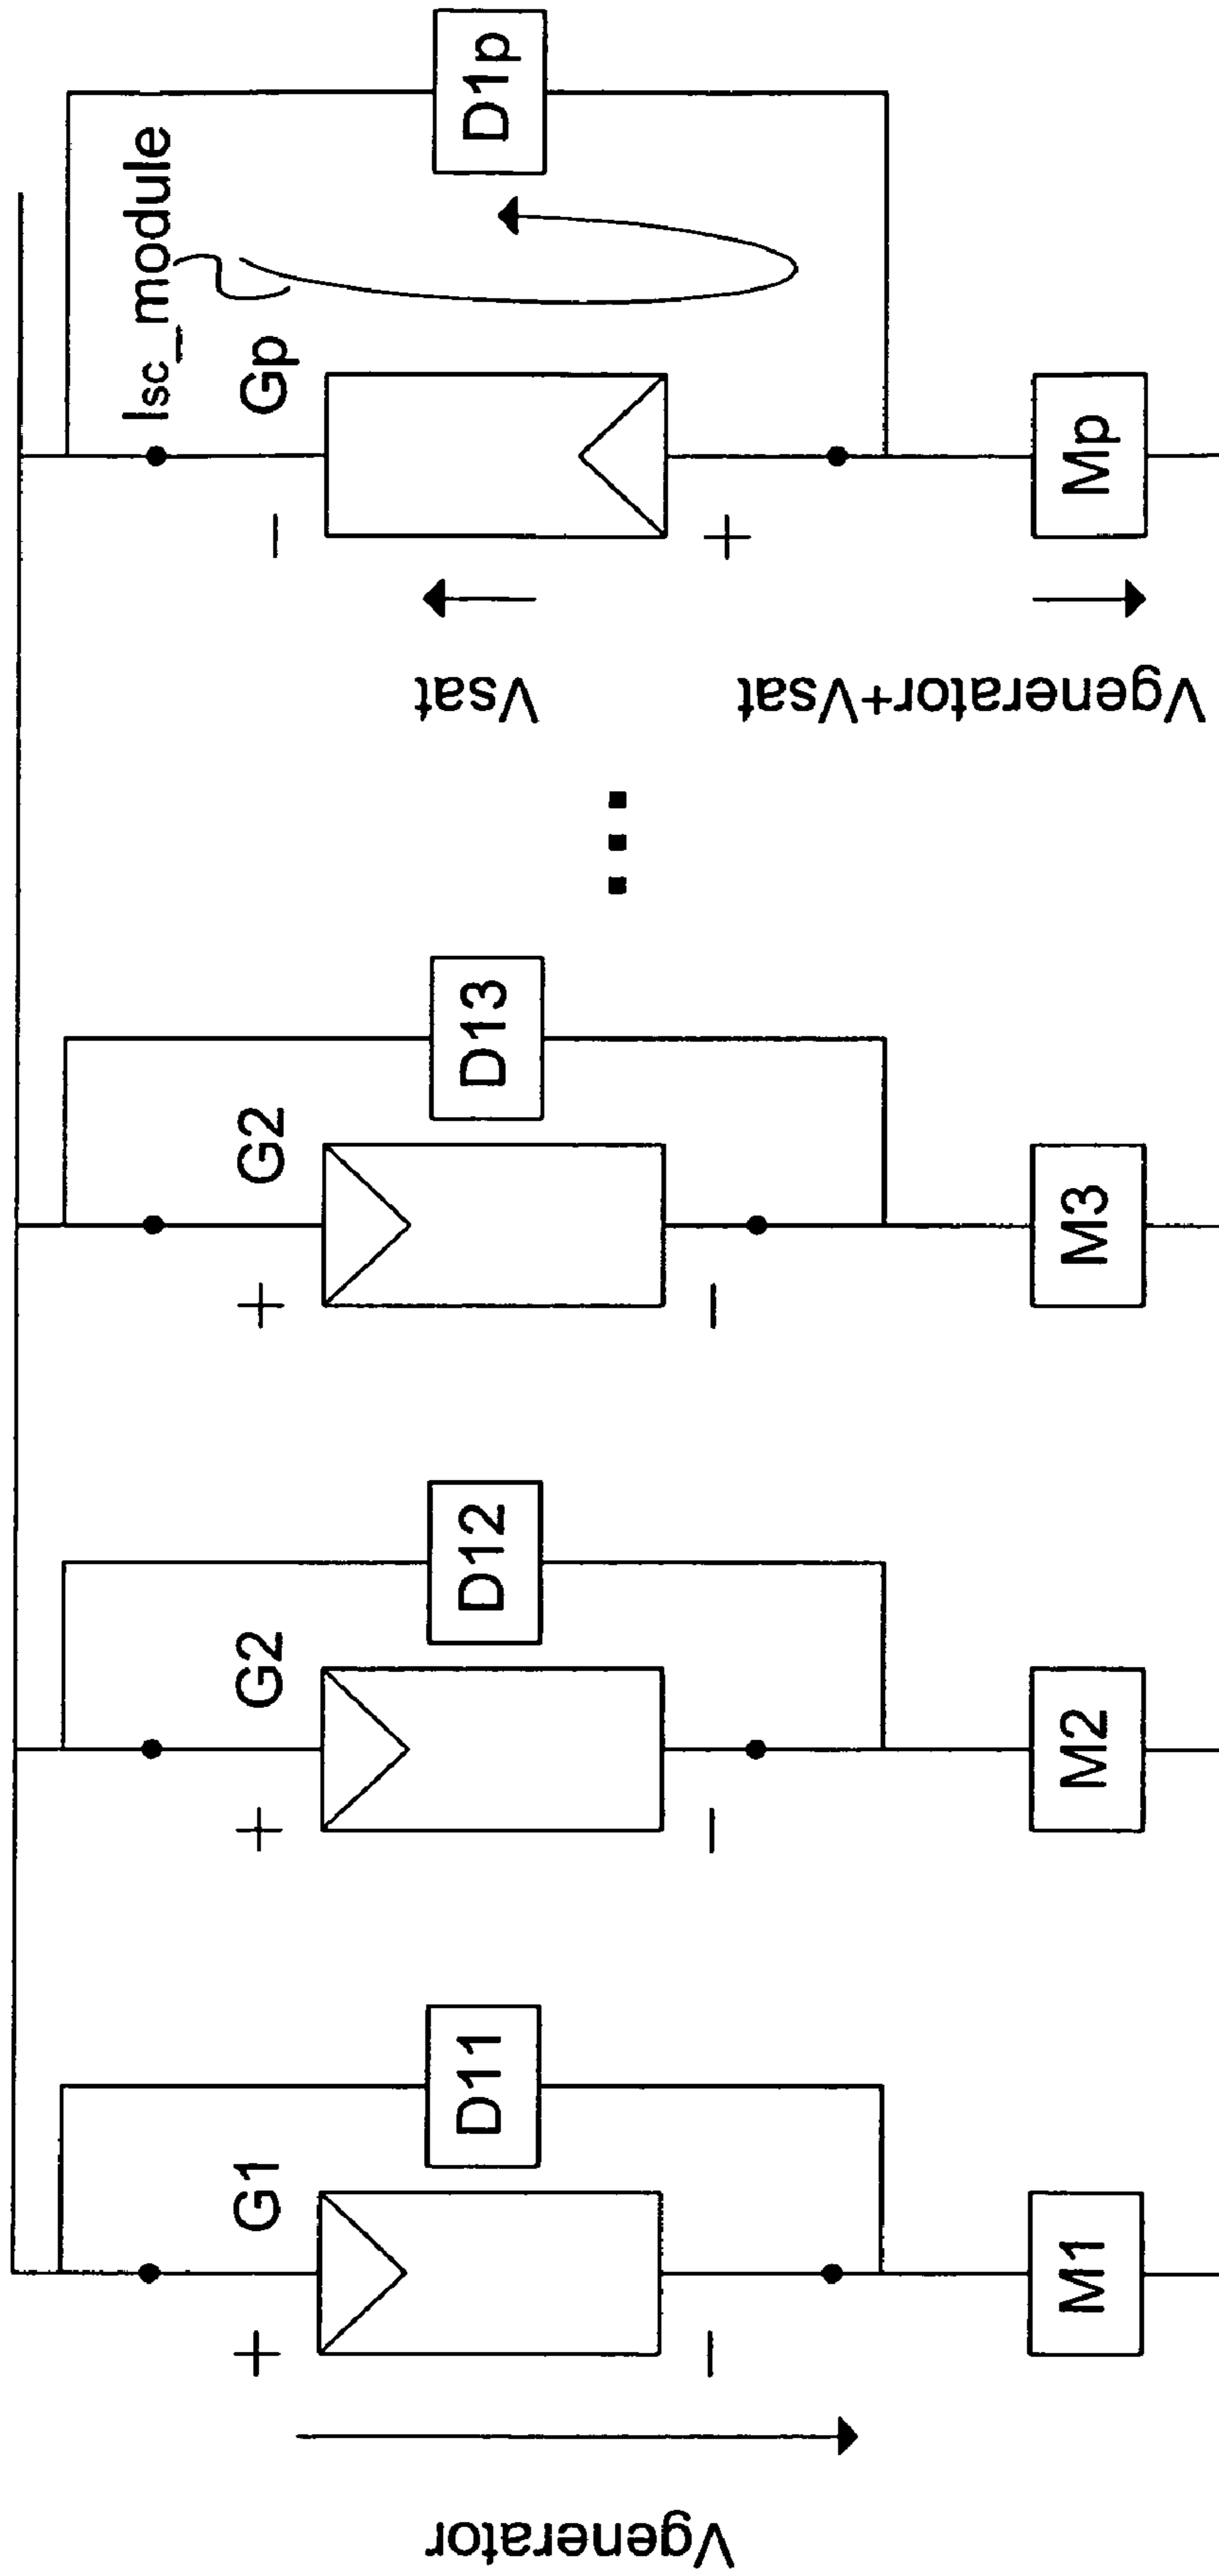 Vgenerator
+
G1
−
D11
M1
+
G2
−
D12
M2
+
G2
−
D13
M3
Isc_module
−
Gp
+
D1p
Vsat
Vgenerator+Vsat
Mp